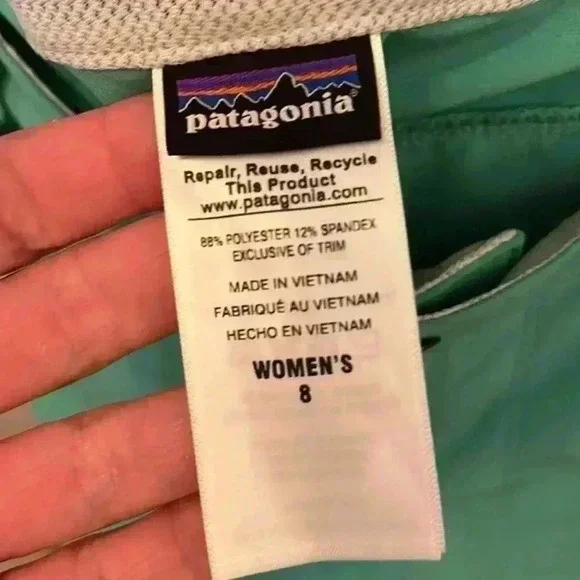 patagonia®
Repair, Reuse, Recycle
This Product
www.patagonia.com
88% POLYESTER 12% SPANDEX
EXCLUSIVE OF TRIM
MADE IN VIETNAM
FABRIQUÉ AU VIETNAM
HECHO EN VIETNAM
WOMEN'S
8